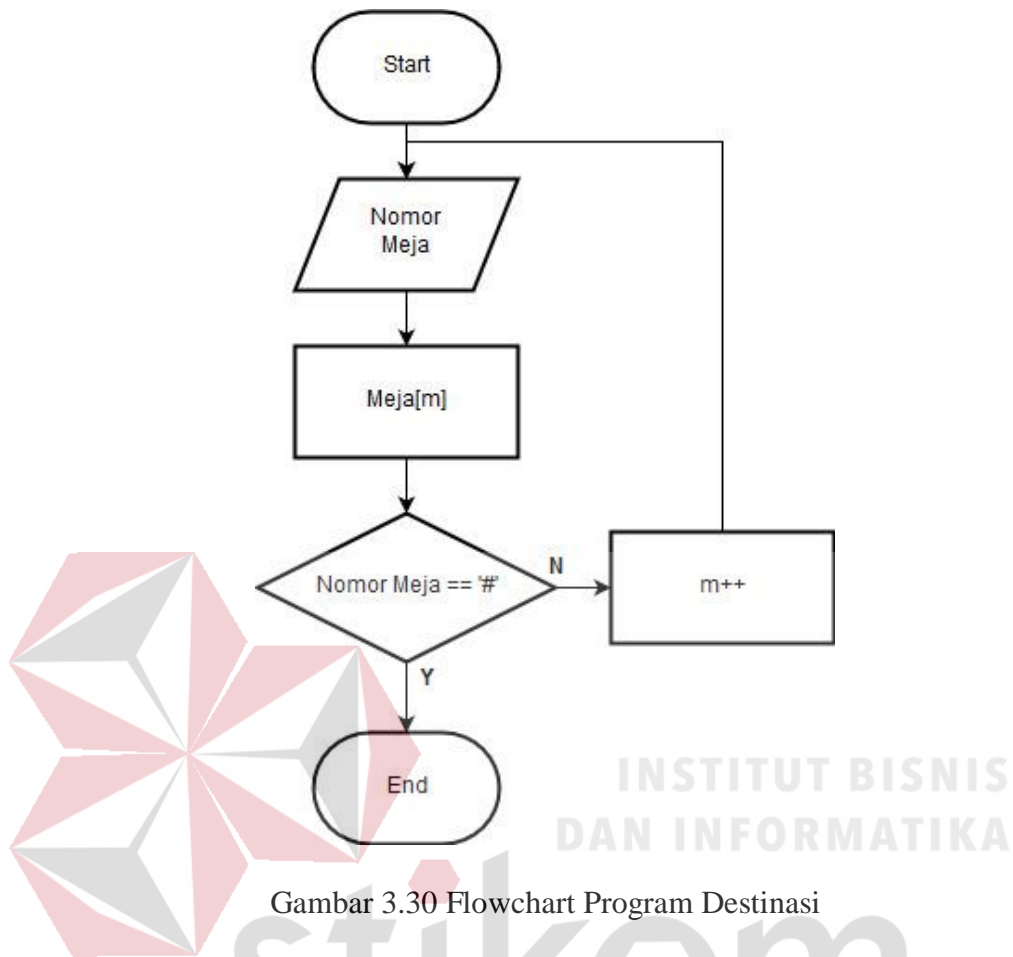 Start
Nomor
Meja
Meja[m]
Nomor Meja == '#'
N
m++
Y
End
INSTITUT BISNIS
DAN INFORMATIKA
Gambar 3.30 Flowchart Program Destinasi
stikom